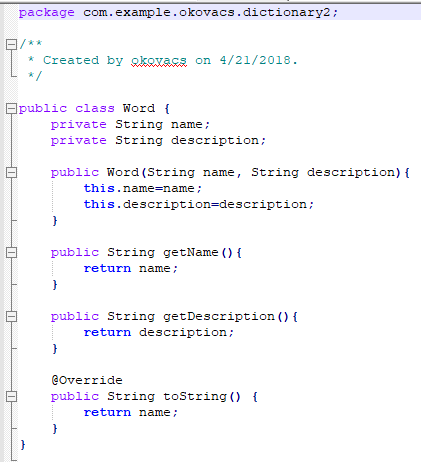 package com.example.okovacs.dictionary2;
/**
 * Created by okovacs on 4/21/2018.
 */
public class Word {
    private String name;
    private String description;
    public Word(String name, String description){
        this.name=name;
        this.description=description;
    }
    public String getName(){
        return name;
    }
    public String getDescription(){
        return description;
    }
    @Override
    public String toString() {
        return name;
    }
}